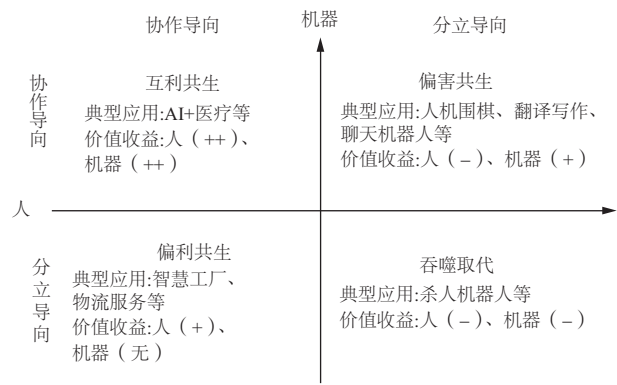 协作导向
机器
分立导向
协作导向
互利共生
典型应用:AI+医疗等
价值收益:人（++）、
机器（++）
偏害共生
典型应用:人机围棋、翻译写作、
聊天机器人等
价值收益:人（-）、机器（+）
人
分立导向
偏利共生
典型应用:智慧工厂、
物流服务等
价值收益:人（+）、
机器（无）
吞噬取代
典型应用:杀人机器人等
价值收益:人（-）、机器（-）